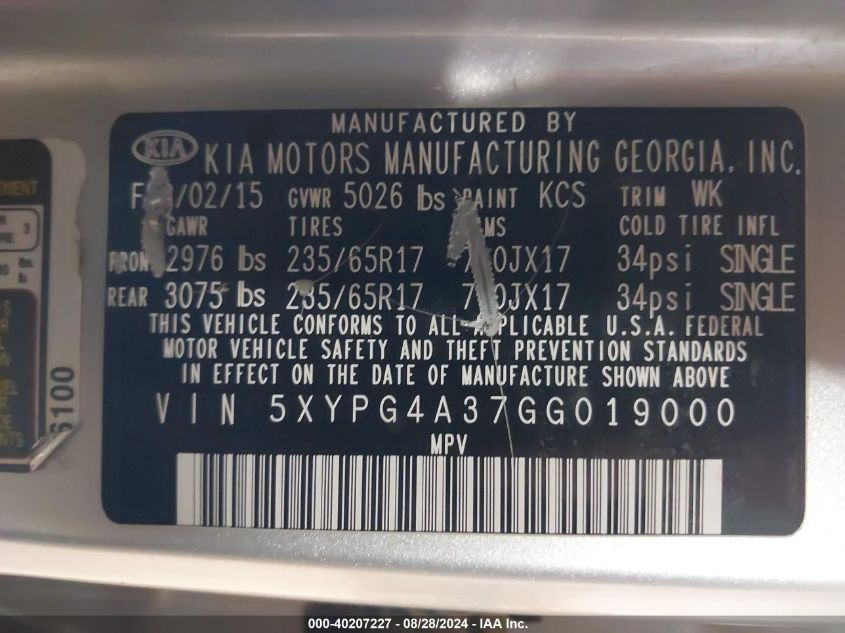 MANUFACTURED BY
KIA KIA MOTORS MANUFACTURING GEORGIA, INC.
/02/15 GVWR 5026 lbs PAINT KCS TRIM WK
GAWR TIRES COLD TIRE INFL
FRONT 2976 lbs 235/65R17 34psi SINGLE
REAR 3075 lbs 235/65R17 34psi SINGLE
THIS VEHICLE CONFORMS TO ALL APPLICABLE U.S.A. FEDERAL
MOTOR VEHICLE SAFETY AND THEFT PREVENTION STANDARDS
IN EFFECT ON THE DATE OF MANUFACTURE SHOWN ABOVE
VIN 5XYPG4A37GG019000
MPV
6100
000-40207227 - 08/28/2024 - IAA Inc.